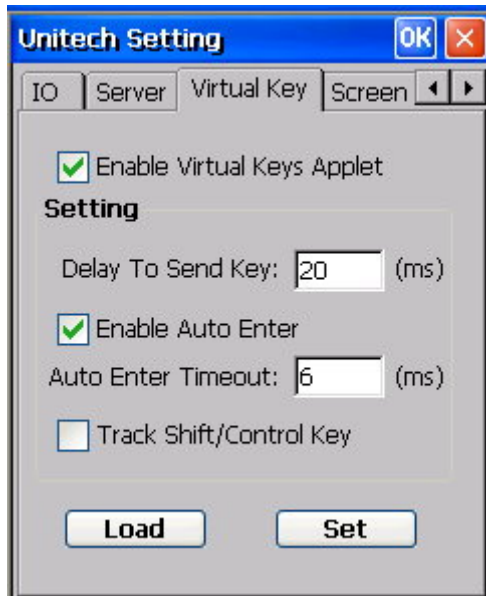 Unitech Setting OK
IO Server Virtual Key Screen
Enable Virtual Keys Applet
Setting
Delay To Send Key: 20 (ms)
Enable Auto Enter
Auto Enter Timeout: 6 (ms)
Track Shift/Control Key
Load Set